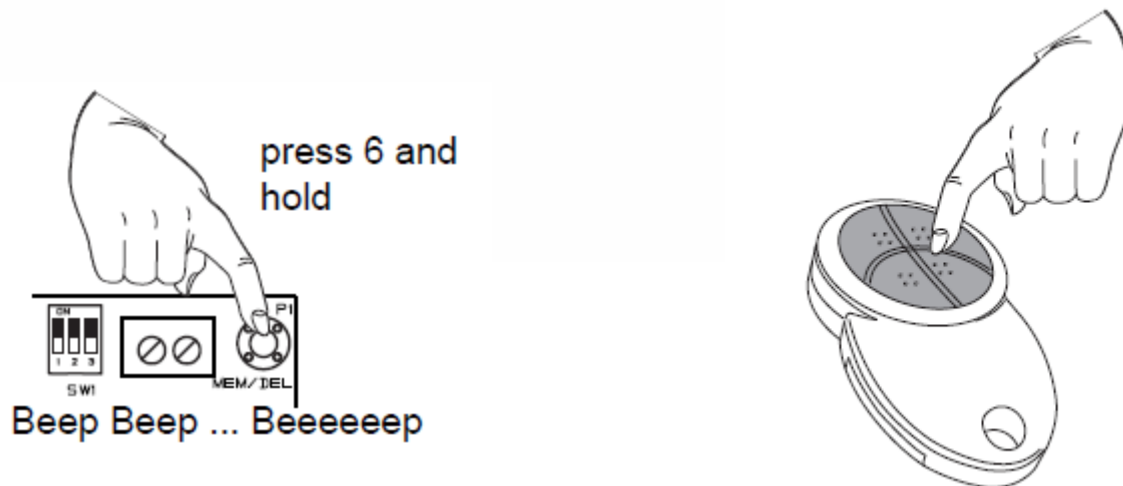 press 6 and
hold
P1
ON
1 2 3
SW1
MEM/DEL
Beep Beep ... Beeeeeep